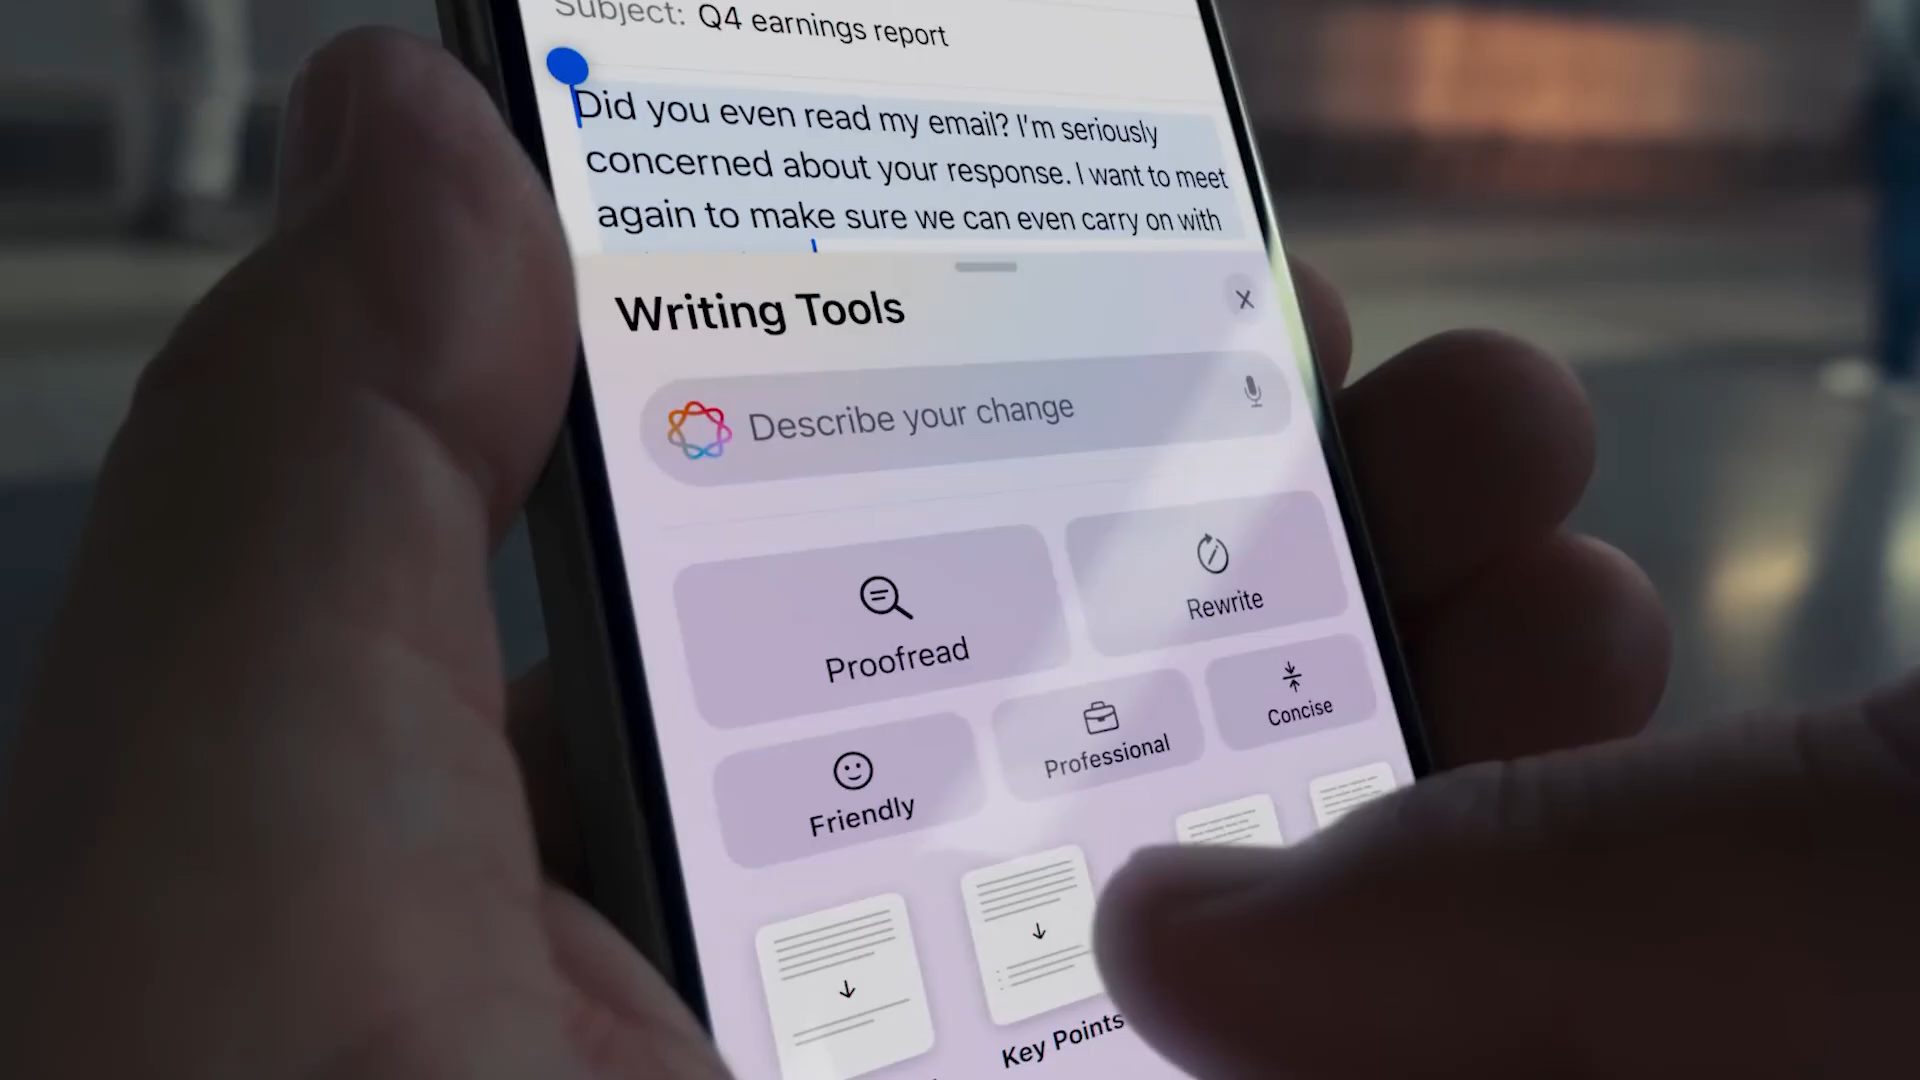 Subject: Q4 earnings report
Did you even read my email? I'm seriously
concerned about your response. I want to meet
again to make sure we can even carry on with
Writing Tools
Describe your change
Proofread
Rewrite
Friendly
Professional
Concise
Key Points